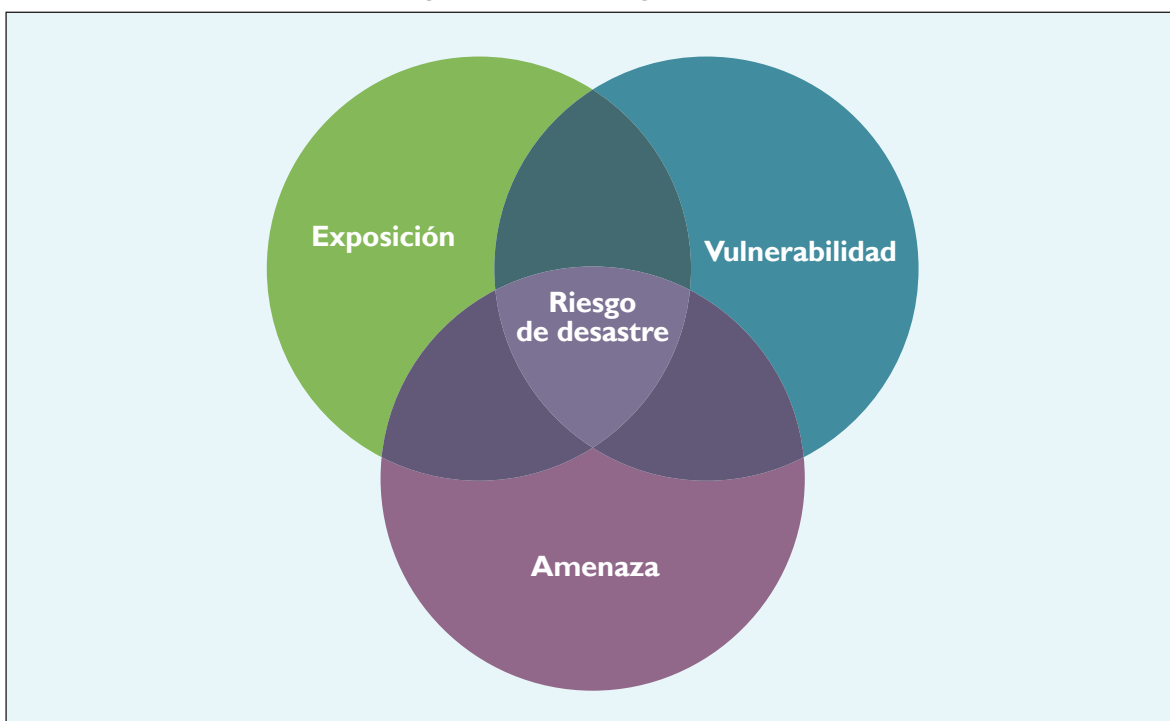 Exposición
Vulnerabilidad
Riesgo
de desastre
Amenaza